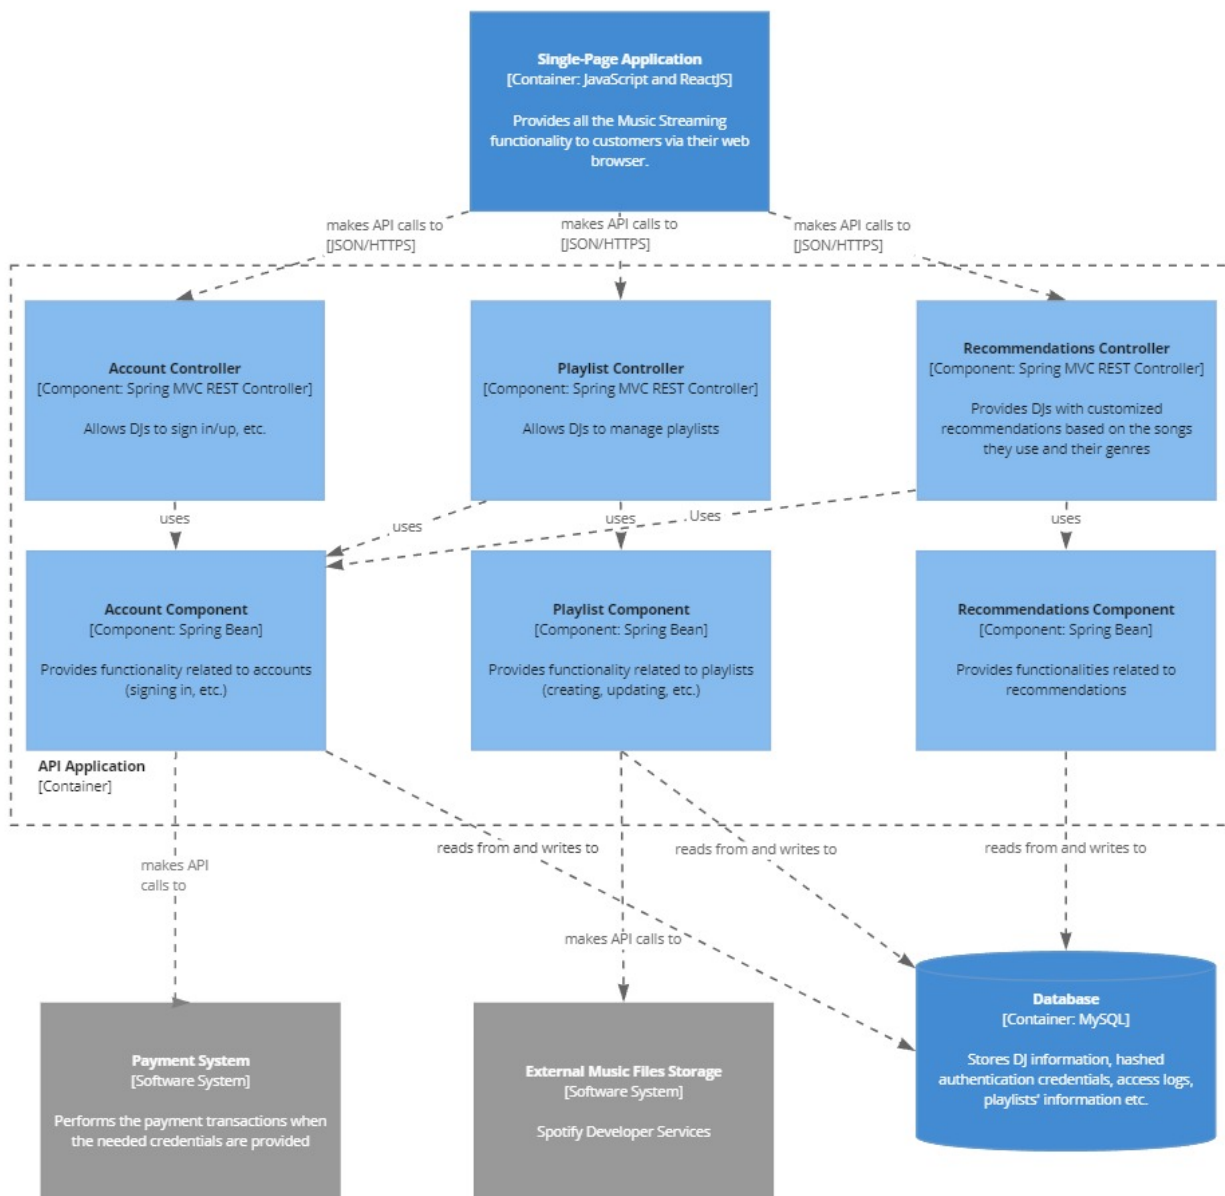 Single-Page Application
[Container: JavaScript and ReactJS]
Provides all the Music Streaming
functionality to customers via their web
browser.
makes API calls to
[JSON/HTTPS]
makes API calls to
[JSON/HTTPS]
makes API calls to
[JSON/HTTPS]
Account Controller
[Component: Spring MVC REST Controller]
Allows DJs to sign in/up, etc.
Playlist Controller
[Component: Spring MVC REST Controller]
Allows DJs to manage playlists
Recommendations Controller
[Component: Spring MVC REST Controller]
Provides DJs with customized
recommendations based on the songs
they use and their genres
uses
uses
uses
Uses
uses
Account Component
[Component: Spring Bean]
Provides functionality related to accounts
(signing in, etc.)
Playlist Component
[Component: Spring Bean]
Provides functionality related to playlists
(creating, updating, etc.)
Recommendations Component
[Component: Spring Bean]
Provides functionalities related to
recommendations
API Application
[Container]
makes API
calls to
reads from and writes to
reads from and writes to
reads from and writes to
makes API calls to
Payment System
[Software System]
Performs the payment transactions when
the needed credentials are provided
External Music Files Storage
[Software System]
Spotify Developer Services
Database
[Container: MySQL]
Stores DJ information, hashed
authentication credentials, access logs,
playlists' information etc.